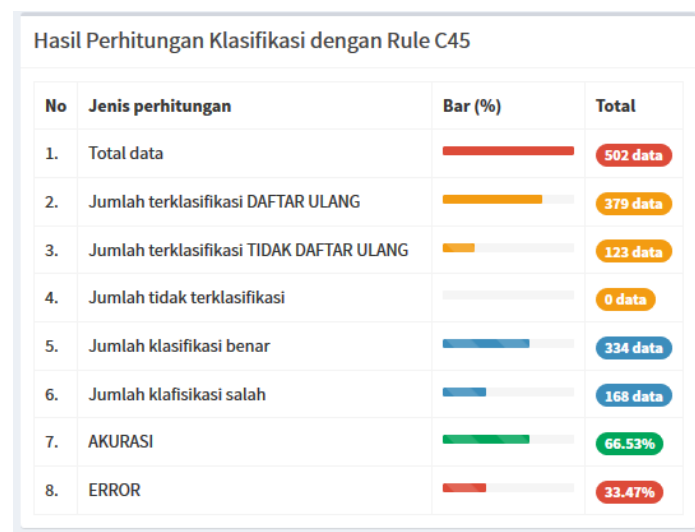 Hasil Perhitungan Klasifikasi dengan Rule C45
No Jenis perhitungan Bar (%) Total
1. Total data 502 data
2. Jumlah terklasifikasi DAFTAR ULANG 379 data
3. Jumlah terklasifikasi TIDAK DAFTAR ULANG 123 data
4. Jumlah tidak terklasifikasi 0 data
5. Jumlah klasifikasi benar 334 data
6. Jumlah klafisikasi salah 168 data
7. AKURASI 66.53%
8. ERROR 33.47%